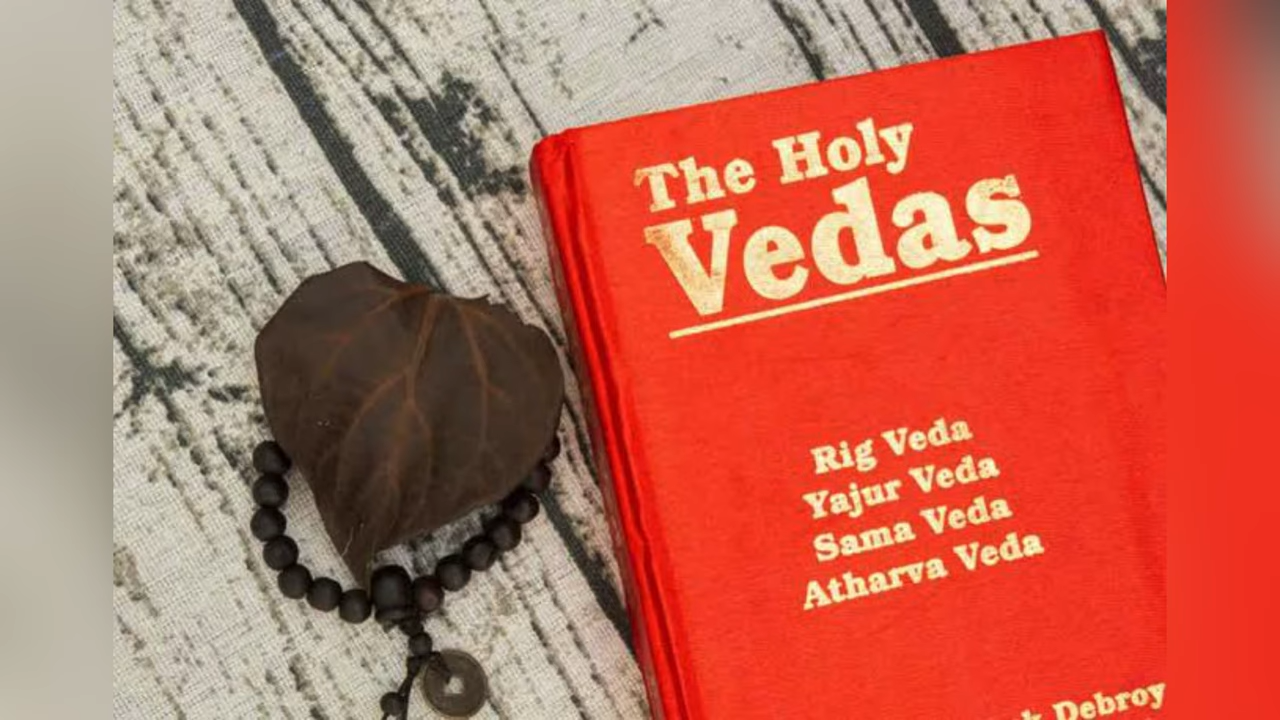 The Holy
Vedas
Rig Veda
Yajur Veda
Sama Veda
Atharva Veda
Debroy